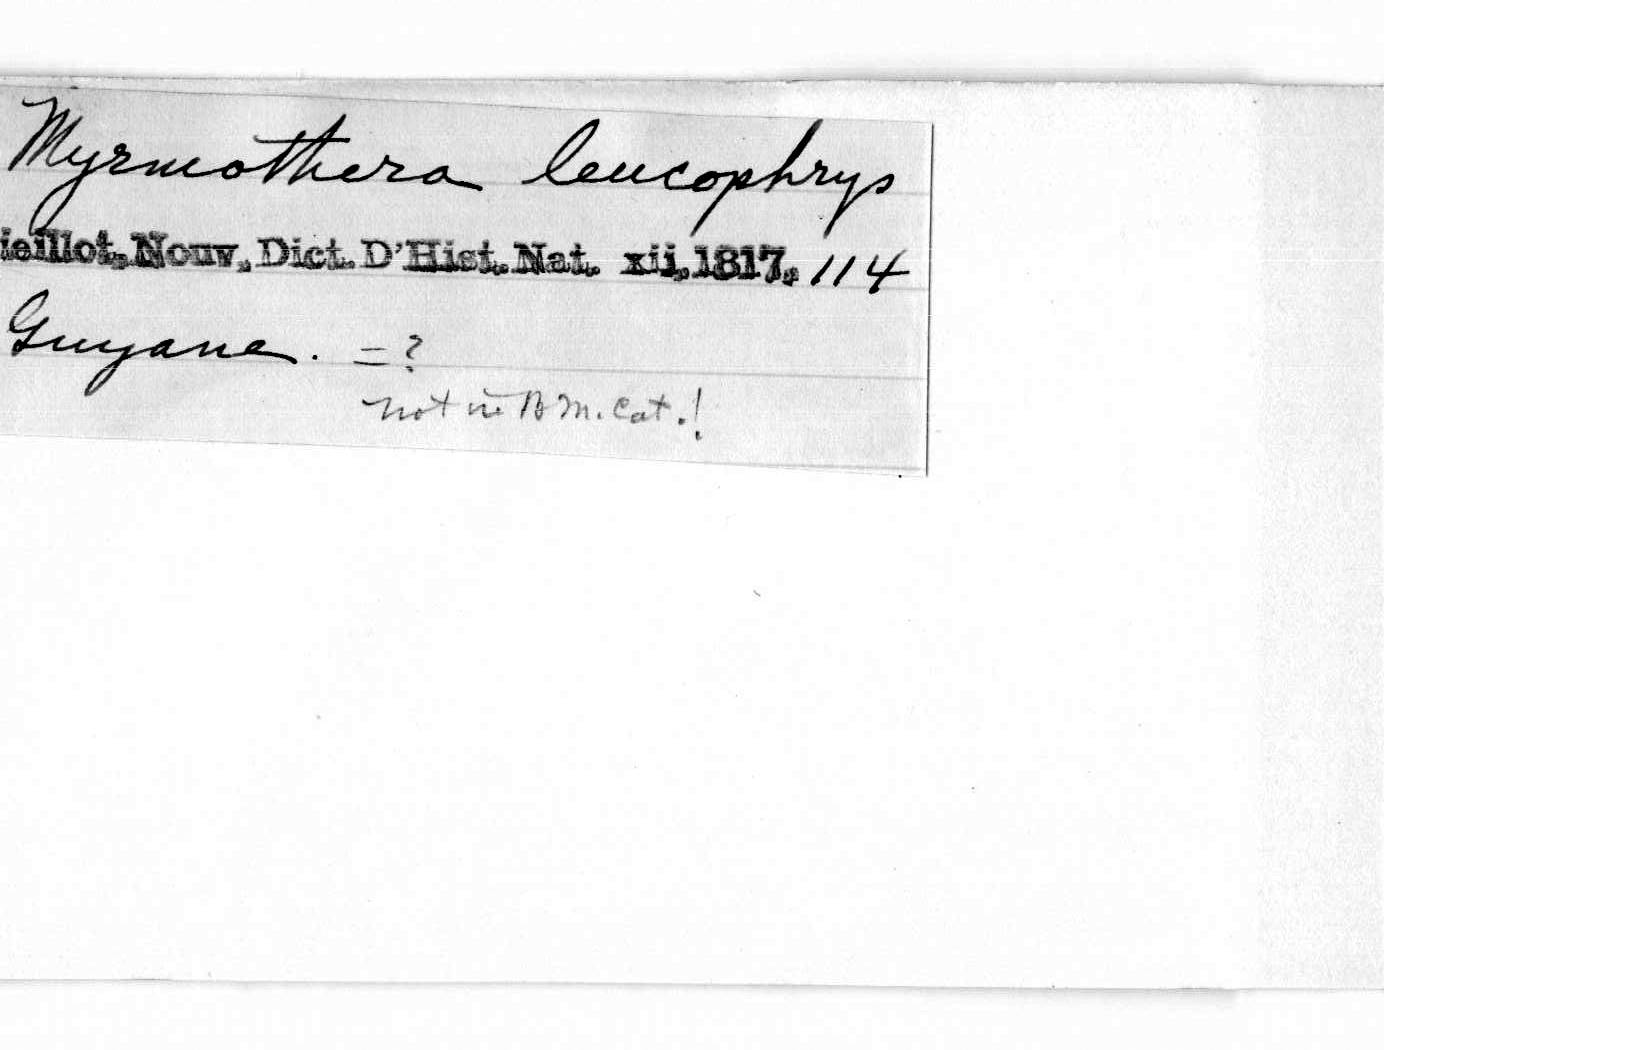 Myrmothera leucophrys
ieillot, Nouv. Dict. D'Hist. Nat. xii, 1817, 114
Guyane. = ?
not in B M. Cat. !